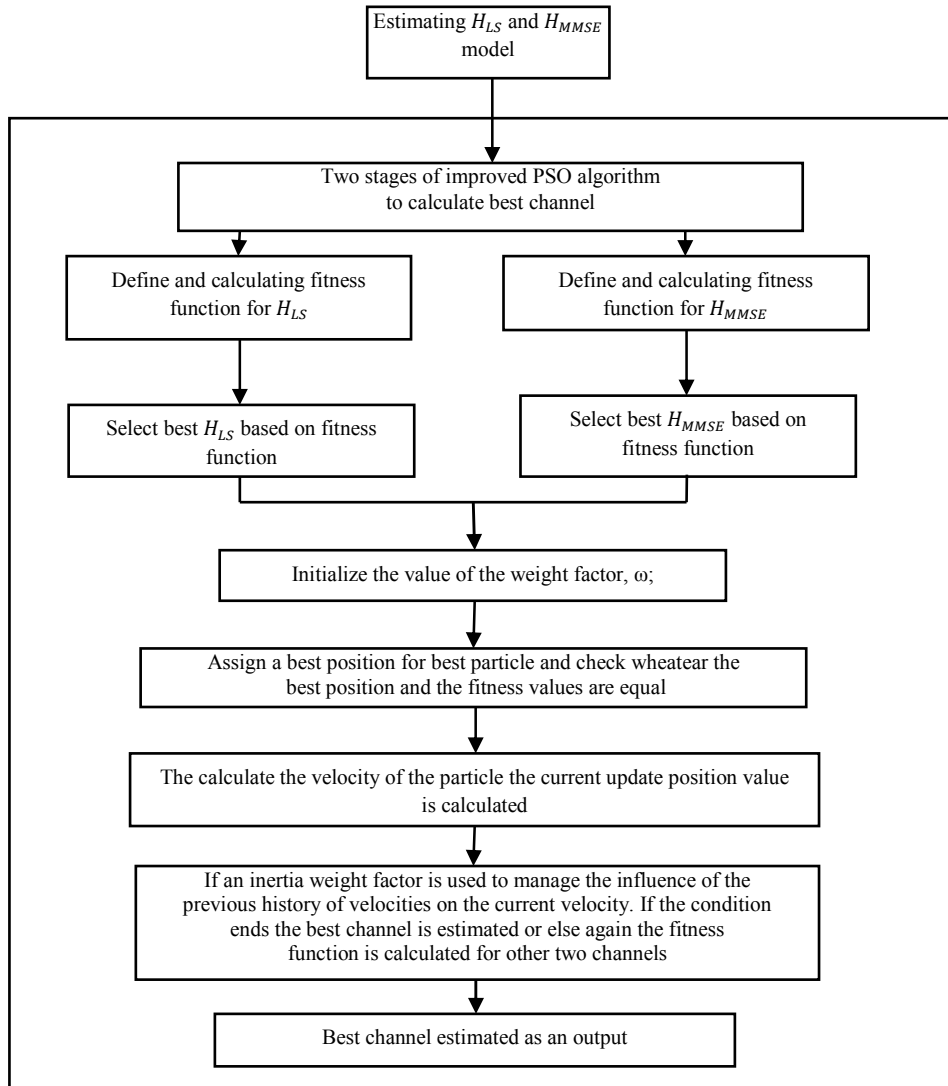 Estimating H_LS and H_MMSE
model
Two stages of improved PSO algorithm
to calculate best channel
Define and calculating fitness
function for H_LS
Define and calculating fitness
function for H_MMSE
Select best H_LS based on fitness
function
Select best H_MMSE based on
fitness function
Initialize the value of the weight factor, ω;
Assign a best position for best particle and check wheatear the
best position and the fitness values are equal
The calculate the velocity of the particle the current update position value
is calculated
If an inertia weight factor is used to manage the influence of the
previous history of velocities on the current velocity. If the condition
ends the best channel is estimated or else again the fitness
function is calculated for other two channels
Best channel estimated as an output